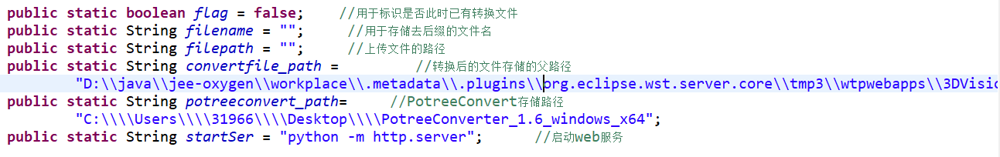 public static boolean flag = false;    //用于标识是否此时已有转换文件
public static String filename = "";     //用于存储去后缀的文件名
public static String filepath = "";     //上传文件的路径
public static String convertfile_path =         //转换后的文件存储的父路径
"D:\\java\\jee-oxygen\\workplace\\.metadata\\.plugins\\org.eclipse.wst.server.core\\tmp3\\wtpwebapps\\3DVisio
public static String potreeconvert_path=     //PotreeConvert存储路径
"C:\\\\Users\\\\31966\\\\Desktop\\\\PotreeConverter_1.6_windows_x64";
public static String startSer = "python -m http.server";      //启动web服务